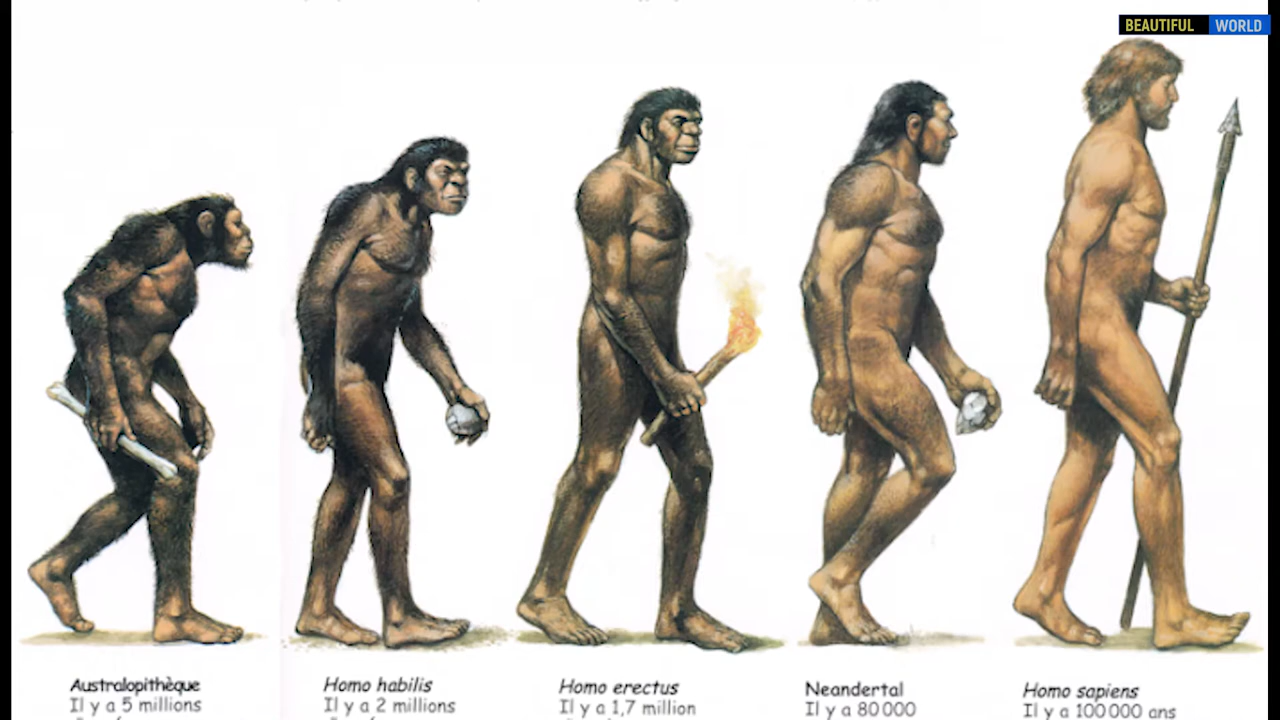 BEAUTIFUL WORLD
Australopithèque
Il y a 5 millions
Homo habilis
Il y a 2 millions
Homo erectus
Il y a 1,7 million
Neandertal
Il y a 80 000
Homo sapiens
Il y a 100 000 ans